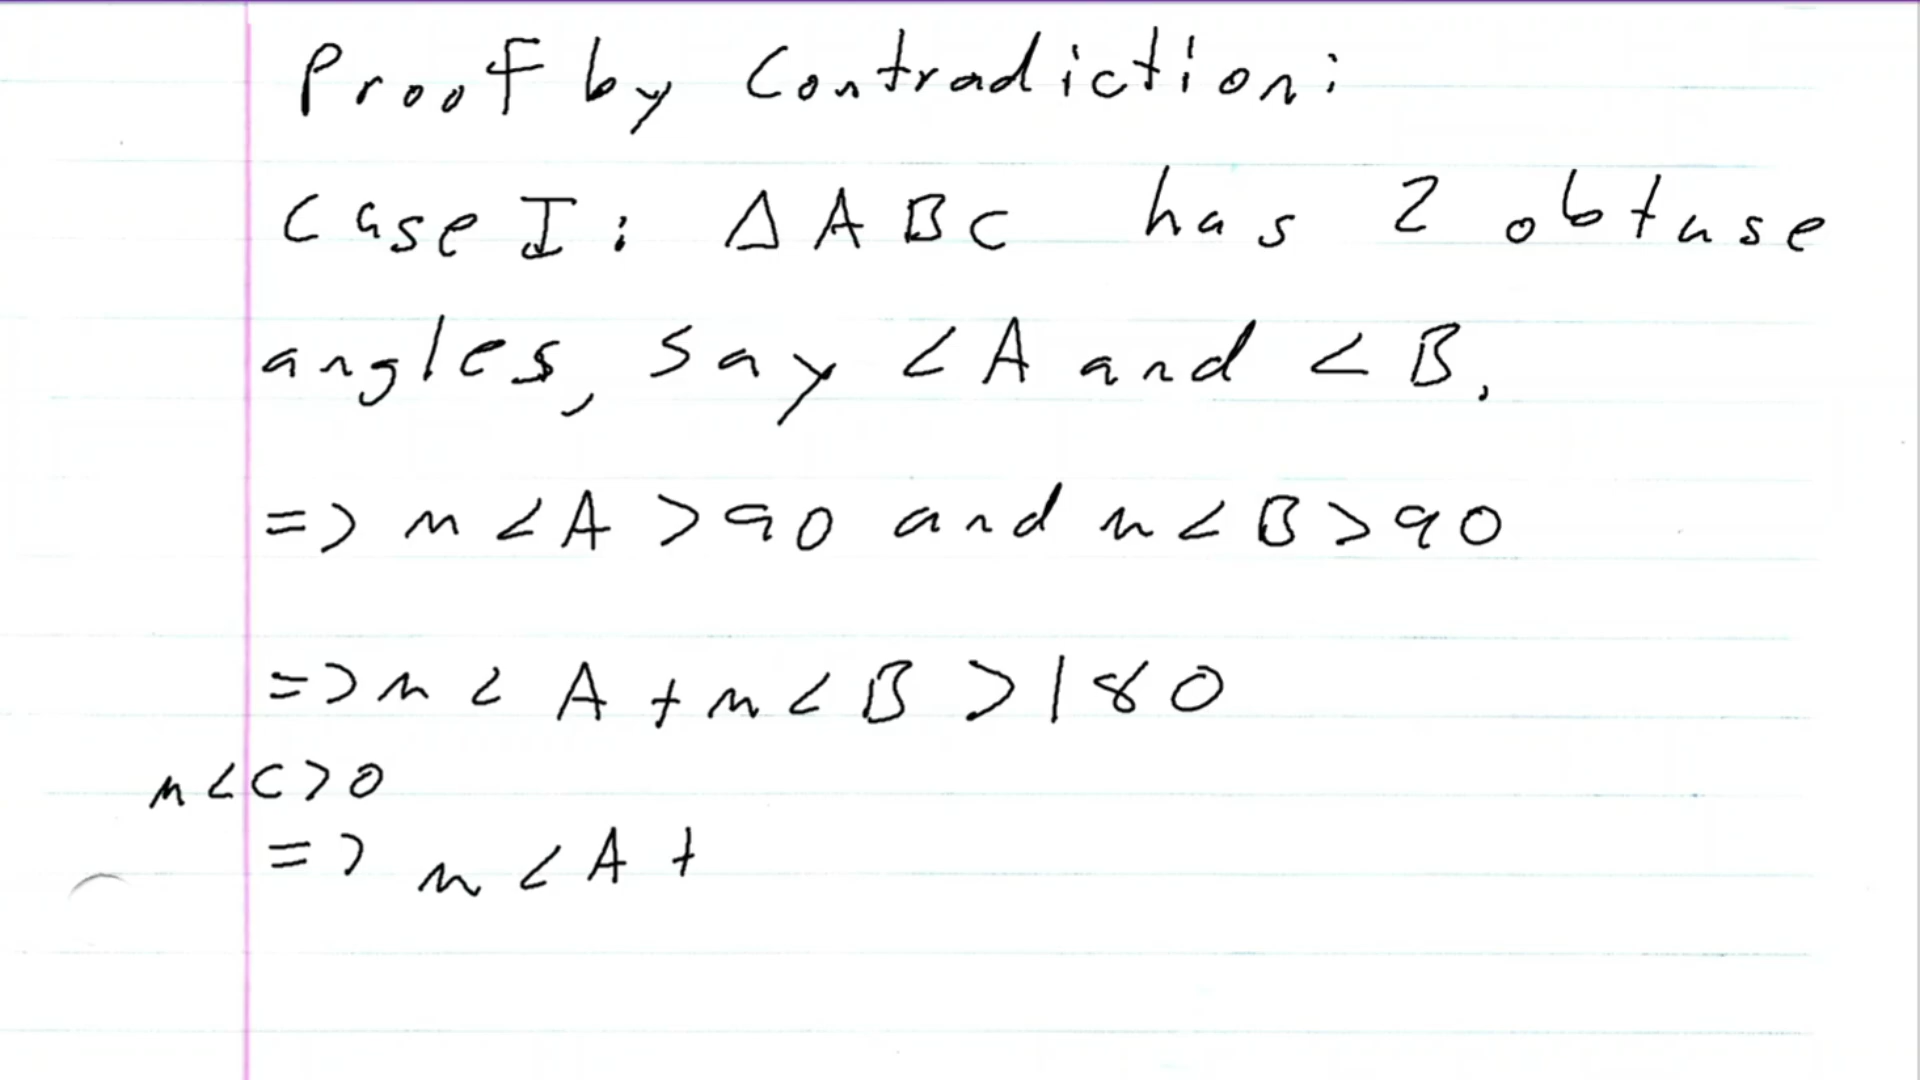 Proof by Contradiction:
Case I: ΔABC has 2 obtuse
angles, say ∠A and ∠B.
=> m∠A > 90 and m∠B > 90
=> m∠A + m∠B > 180
m∠C > 0
=> m∠A +